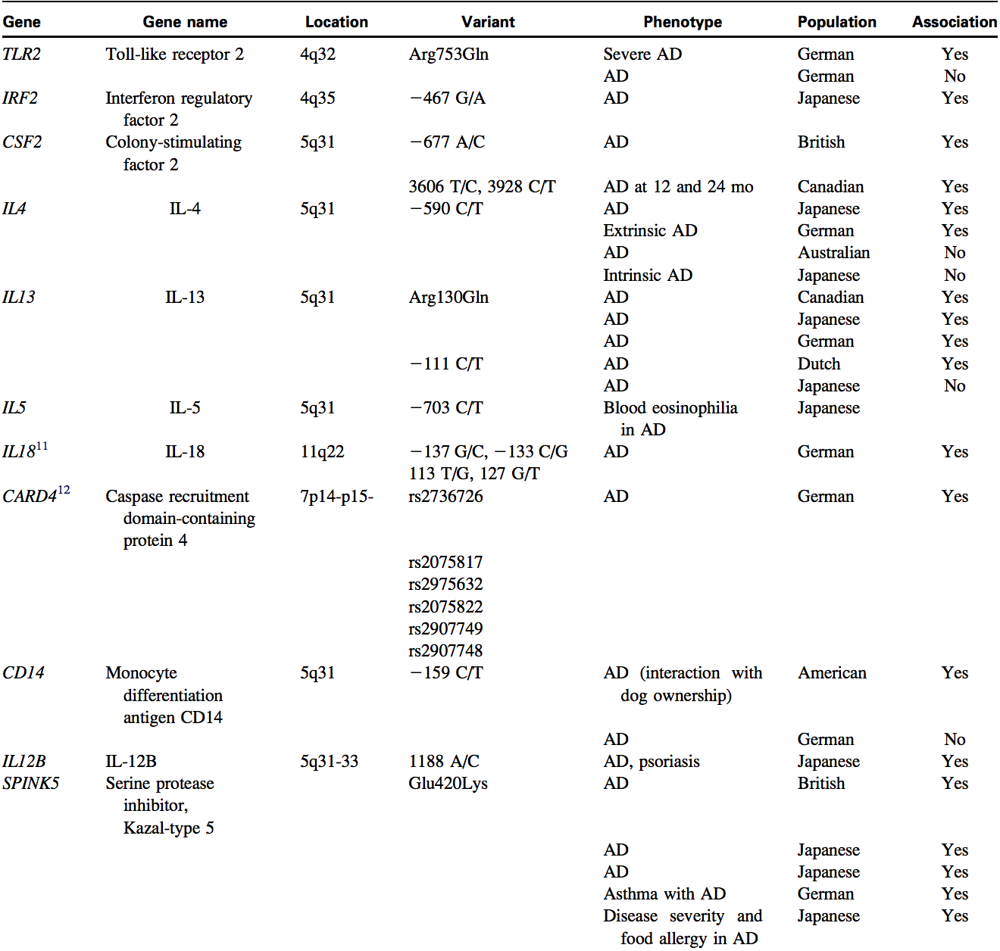 Gene Gene name Location Variant Phenotype Population Association
TLR2 Toll-like receptor 2 4q32 Arg753Gln Severe AD German Yes
AD German No
IRF2 Interferon regulatory 4q35 −467 G/A AD Japanese Yes
factor 2
CSF2 Colony-stimulating 5q31 −677 A/C AD British Yes
factor 2
3606 T/C, 3928 C/T AD at 12 and 24 mo Canadian Yes
IL4 IL-4 5q31 −590 C/T AD Japanese Yes
Extrinsic AD German Yes
AD Australian No
Intrinsic AD Japanese No
IL13 IL-13 5q31 Arg130Gln AD Canadian Yes
AD Japanese Yes
AD German Yes
−111 C/T AD Dutch Yes
AD Japanese No
IL5 IL-5 5q31 −703 C/T Blood eosinophilia Japanese
in AD
IL18¹¹ IL-18 11q22 −137 G/C, −133 C/G AD German Yes
113 T/G, 127 G/T
CARD4¹² Caspase recruitment 7p14-p15- rs2736726 AD German Yes
domain-containing
protein 4
rs2075817
rs2975632
rs2075822
rs2907749
rs2907748
CD14 Monocyte 5q31 −159 C/T AD (interaction with American Yes
differentiation dog ownership)
antigen CD14
AD German No
IL12B IL-12B 5q31-33 1188 A/C AD, psoriasis Japanese Yes
SPINK5 Serine protease Glu420Lys AD British Yes
inhibitor,
Kazal-type 5
AD Japanese Yes
AD Japanese Yes
Asthma with AD German Yes
Disease severity and Japanese Yes
food allergy in AD